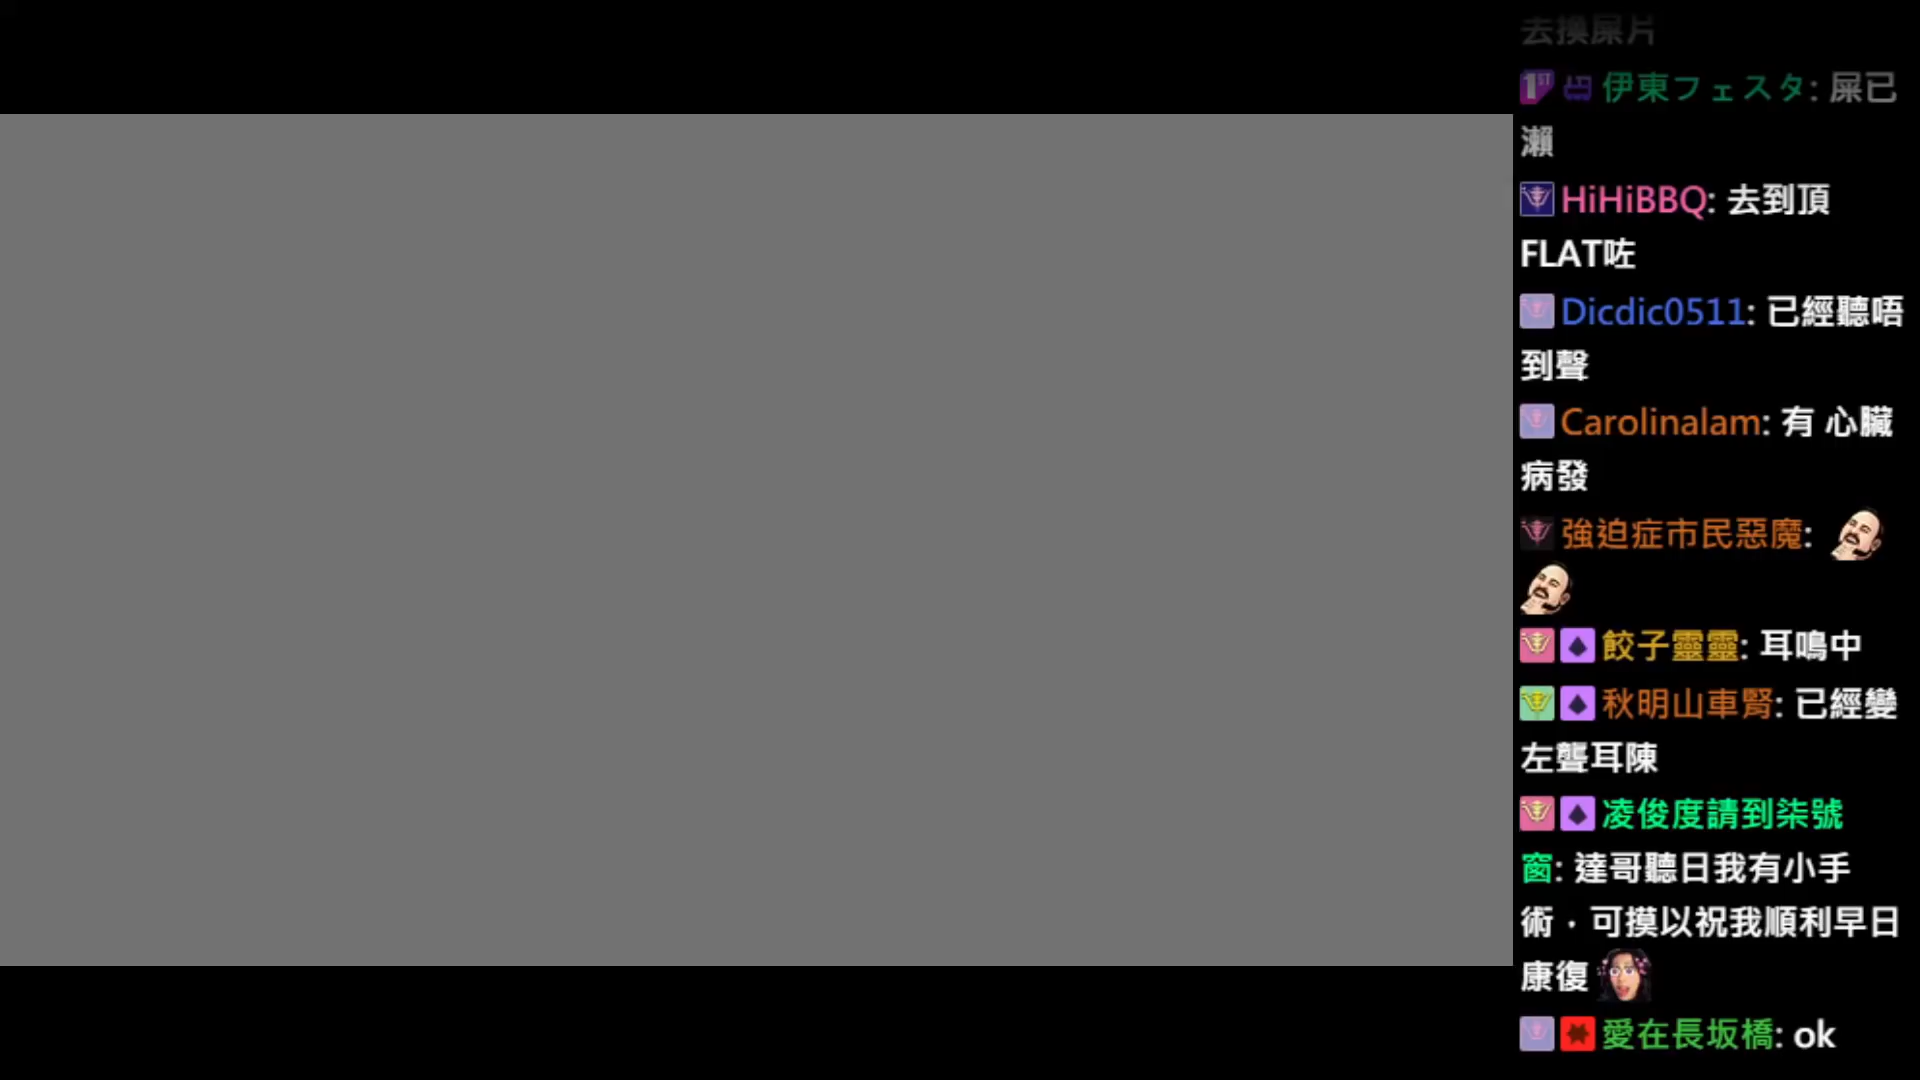 去換屎片
伊東フェスタ: 屎已
瀨
HiHiBBQ: 去到頂
FLAT咗
Dicdic0511: 已經聽唔
到聲
Carolinalam: 有 心臟
病發
強迫症市民惡魔:
餃子靈靈: 耳鳴中
秋明山車腎: 已經變
左聾耳陳
凌俊度請到柒號
窗: 達哥聽日我有小手
術，可摸以祝我順利早日
康復
愛在長坂橋: ok